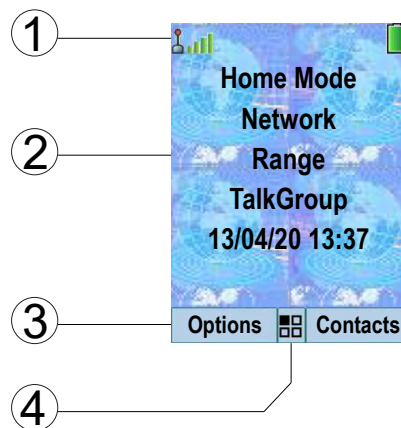 1
Home Mode
Network
2
Range
TalkGroup
13/04/20 13:37
3
Options Contacts
4